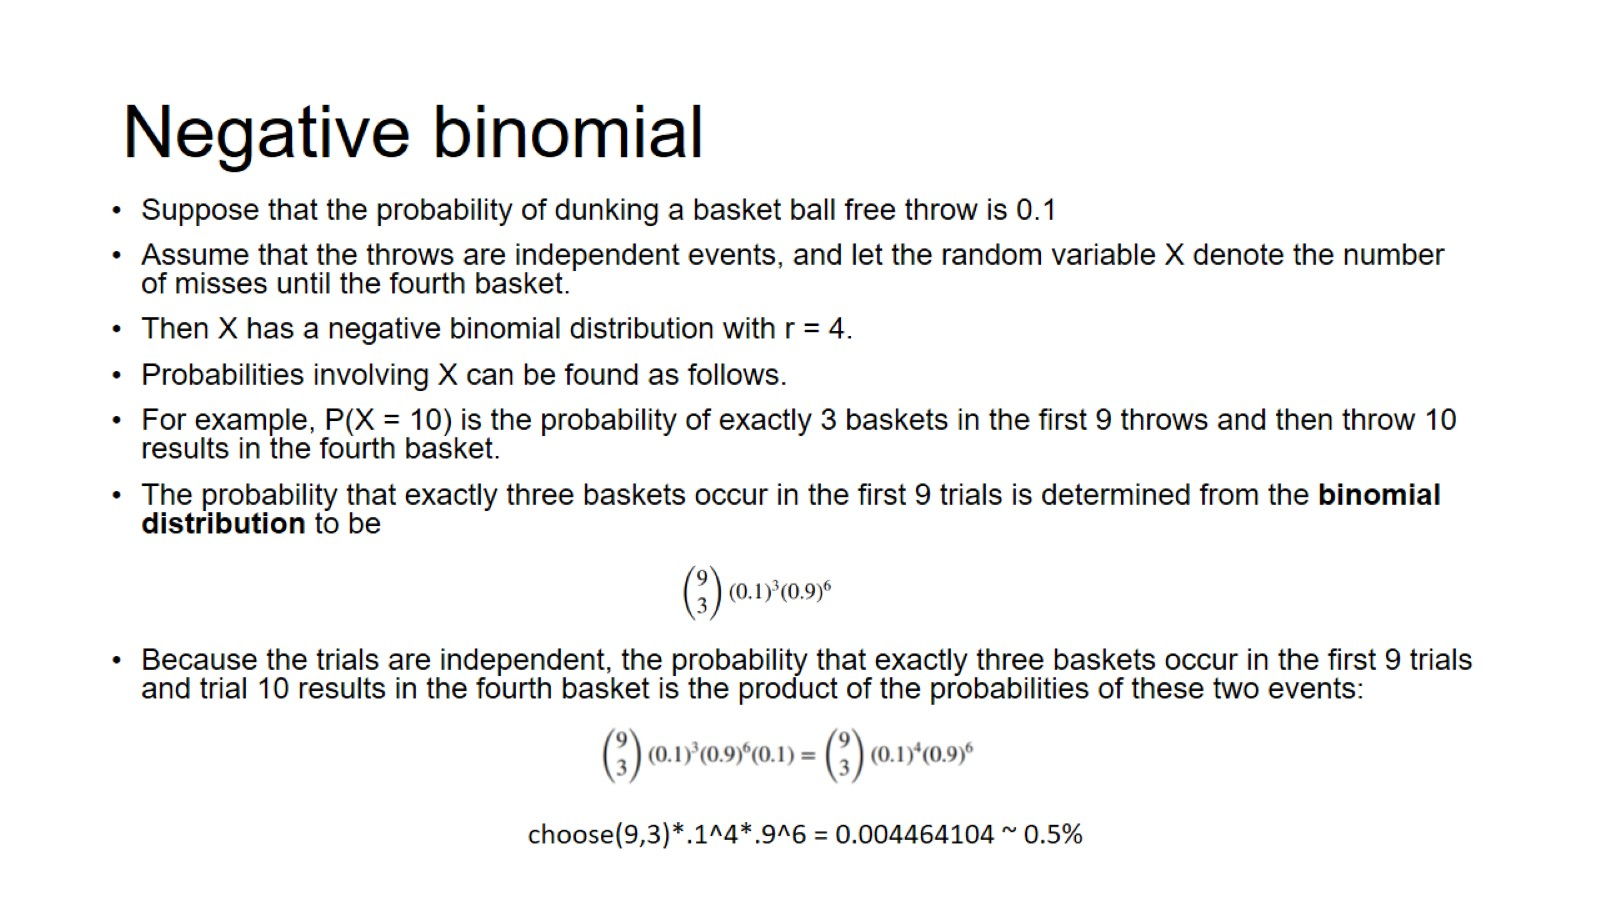 Negative binomial
• Suppose that the probability of dunking a basket ball free throw is 0.1
• Assume that the throws are independent events, and let the random variable X denote the number
of misses until the fourth basket.
• Then X has a negative binomial distribution with r = 4.
• Probabilities involving X can be found as follows.
• For example, P(X = 10) is the probability of exactly 3 baskets in the first 9 throws and then throw 10
results in the fourth basket.
• The probability that exactly three baskets occur in the first 9 trials is determined from the binomial
distribution to be
(9 3) (0.1)³(0.9)⁶
• Because the trials are independent, the probability that exactly three baskets occur in the first 9 trials
and trial 10 results in the fourth basket is the product of the probabilities of these two events:
(9 3) (0.1)³(0.9)⁶(0.1) = (9 3) (0.1)⁴(0.9)⁶
choose(9,3)*.1^4*.9^6 = 0.004464104 ~ 0.5%